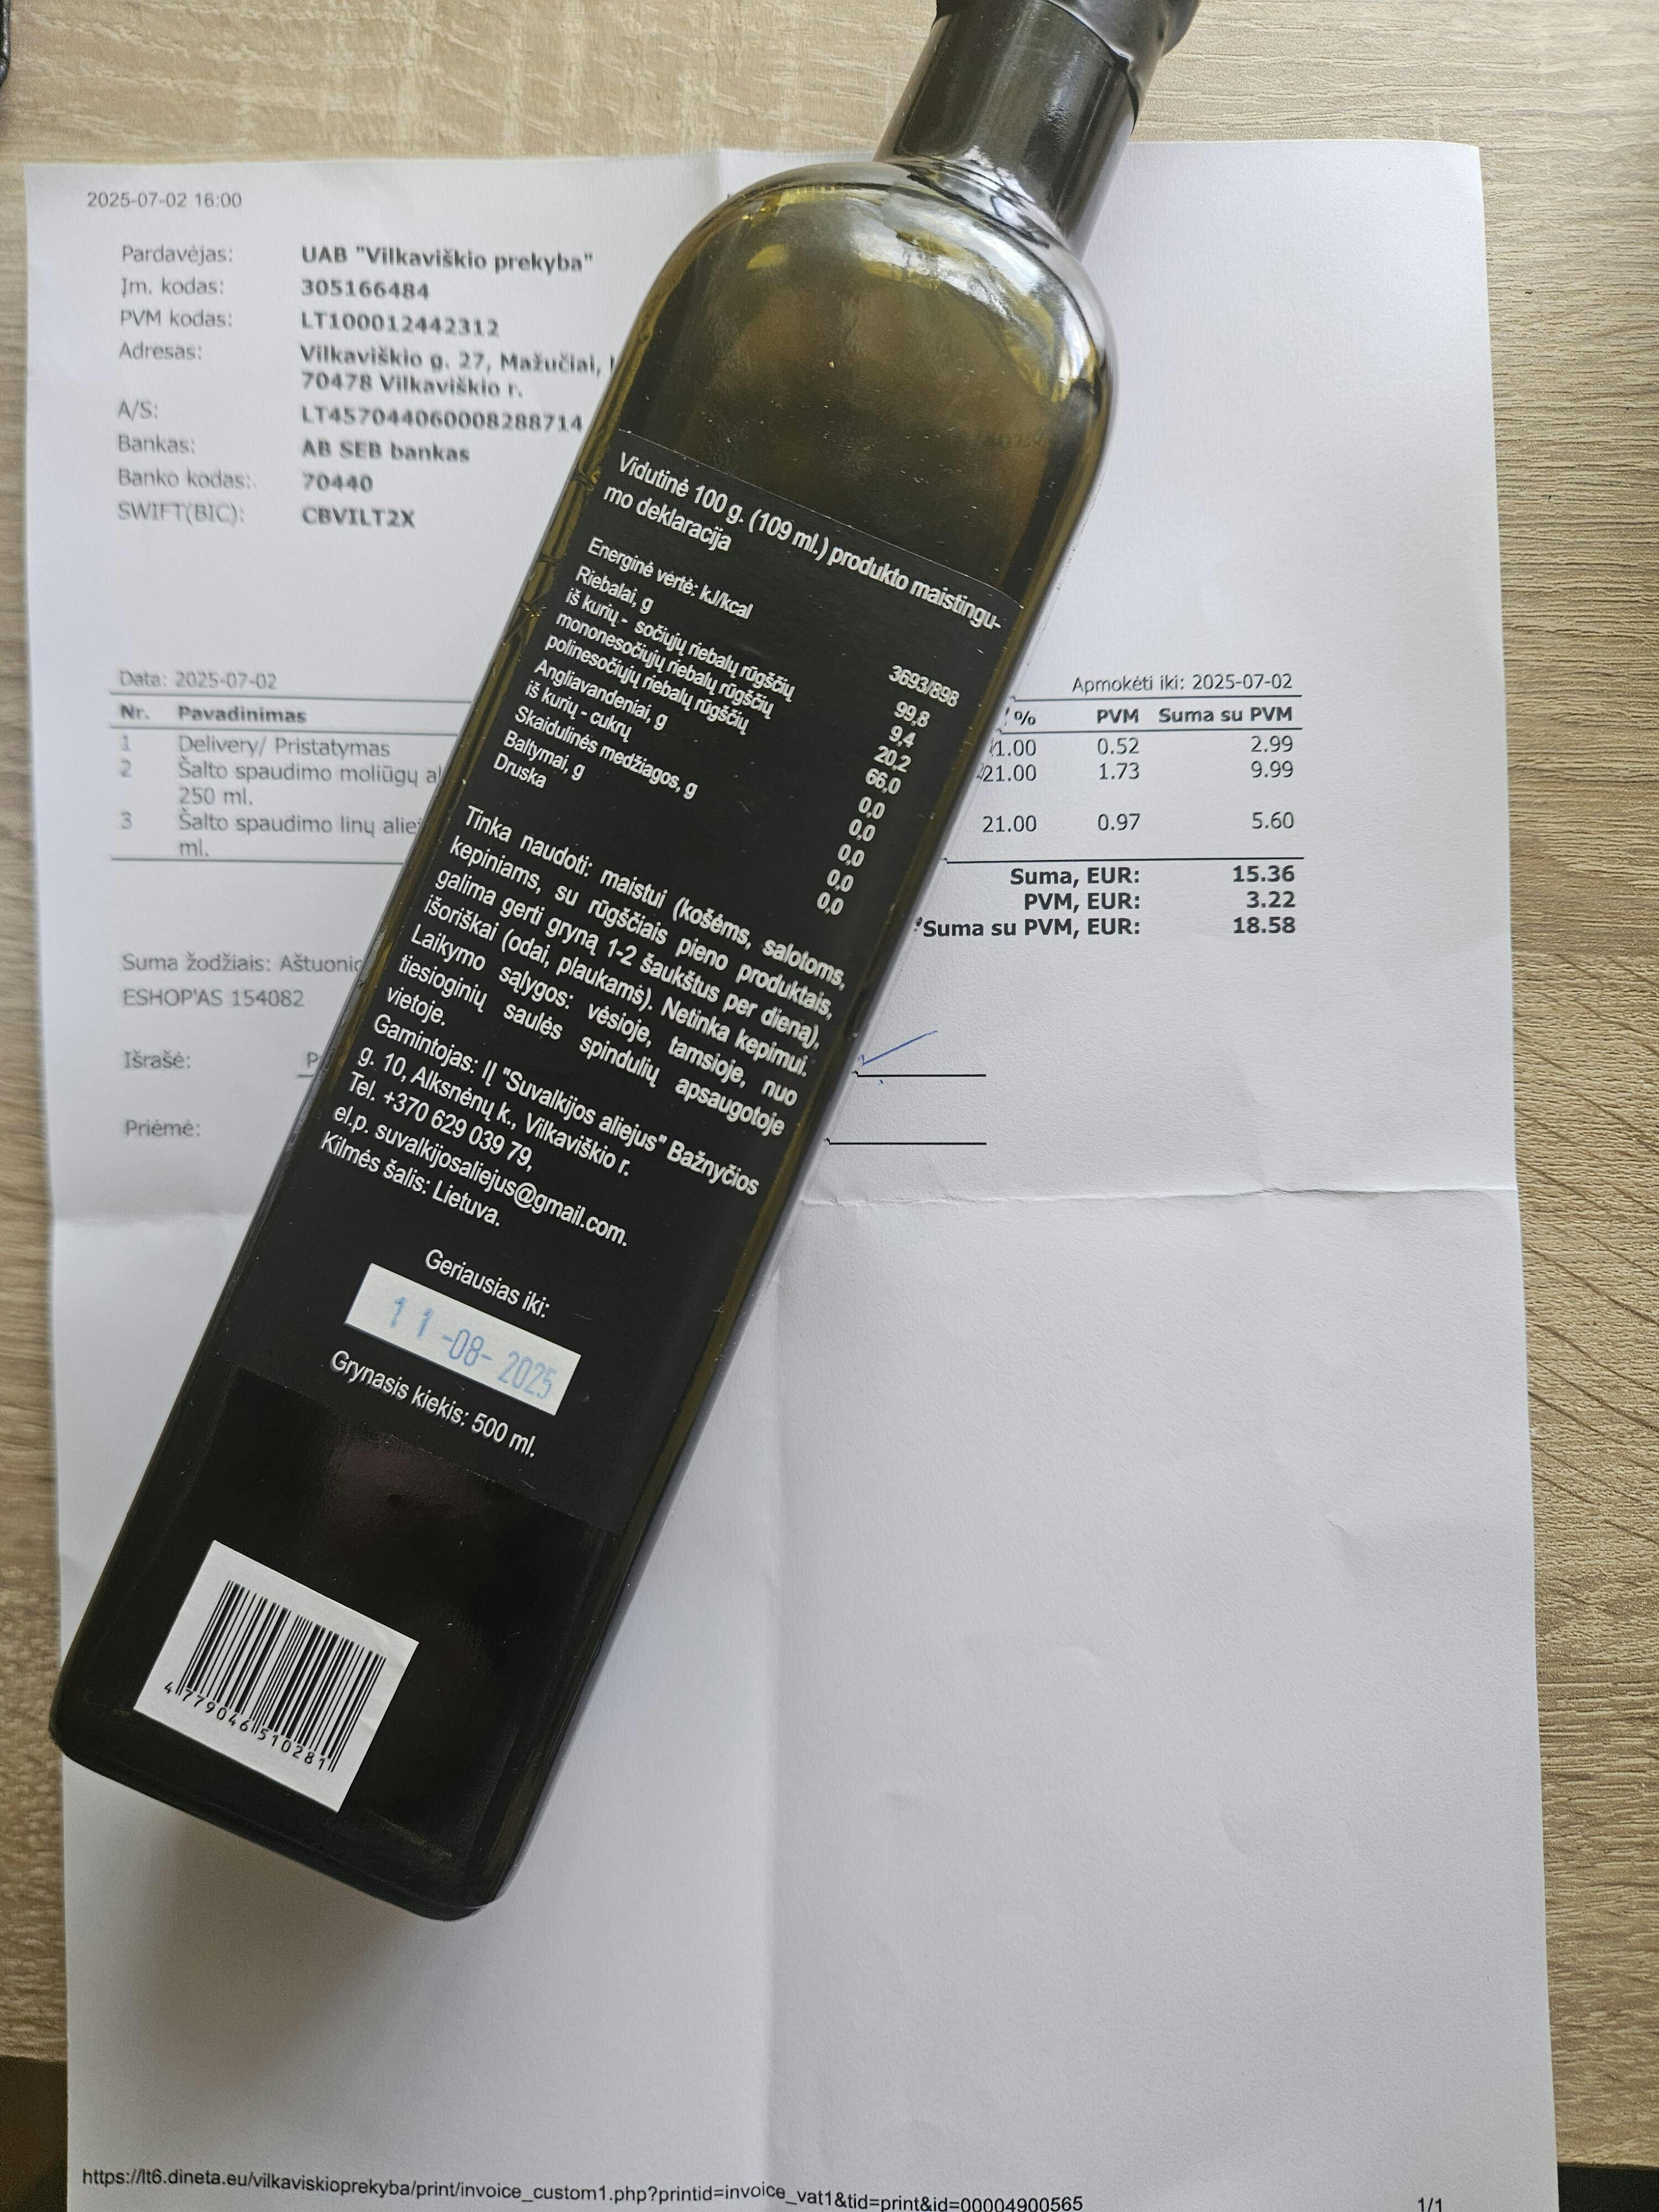 2025-07-02 16:00
Pardavėjas: UAB "Vilkaviškio prekyba"
Įm. kodas: 305166484
PVM kodas: LT100012442312
Adresas: Vilkaviškio g. 27, Mažučiai,
70478 Vilkaviškio r.
A/S: LT457044060008288714
Bankas: AB SEB bankas
Banko kodas: 70440
SWIFT(BIC): CBVILT2X
Data: 2025-07-02 Apmokėti iki: 2025-07-02
Nr. Pavadinimas % PVM Suma su PVM
1 Delivery/ Pristatymas 0.52 2.99
2 Šalto spaudimo moliūgų 21.00 1.73 9.99
250 ml.
3 Šalto spaudimo linų 21.00 0.97 5.60
ml.
Suma, EUR: 15.36
PVM, EUR: 3.22
Suma su PVM, EUR: 18.58
Suma žodžiais:
ESHOP'AS 154082
Išrašė:
Priėmė:
Vidutinė 100 g. (109 ml.) produkto maistingu-
mo deklaracija
Energinė vėrtė: kJ/kcal 3693/898
Riebalai, g 99,8
iš kurių - sočiųjų riebalų rūgščių 9,4
mononesočiųjų riebalų rūgščių 20,2
polinesočiųjų riebalų rūgščių 66,0
Angliavandeniai, g 0,0
iš kurių - cukrų 0,0
Skaidulinės medžiagos, g 0,0
Baltymai, g 0,0
Druska 0,0
Tinka naudoti: maistui (košėms, salotoms,
kepiniams, su rūgščiais pieno produktais,
galima gerti gryną 1-2 šaukštus per dieną),
išoriškai (odai, plaukams). Netinka kepimui.
Laikymo sąlygos: vėsioje, tamsioje, nuo
tiesioginių saulės spindulių apsaugotoje
vietoje.
Gamintojas: IĮ "Suvalkijos aliejus" Bažnyčios
g. 10, Alksnėnų k., Vilkaviškio r.
Tel. +370 629 039 79,
el.p. suvalkijosaliejus@gmail.com.
Kilmės šalis: Lietuva.
Geriausias iki:
11-08-2025
Grynasis kiekis: 500 ml.
4779046510281
https://lt6.dineta.eu/vilkaviskioprekyba/print/invoice_custom1.php?printid=invoice_vat1&tid=print&id=00004900565 1/1